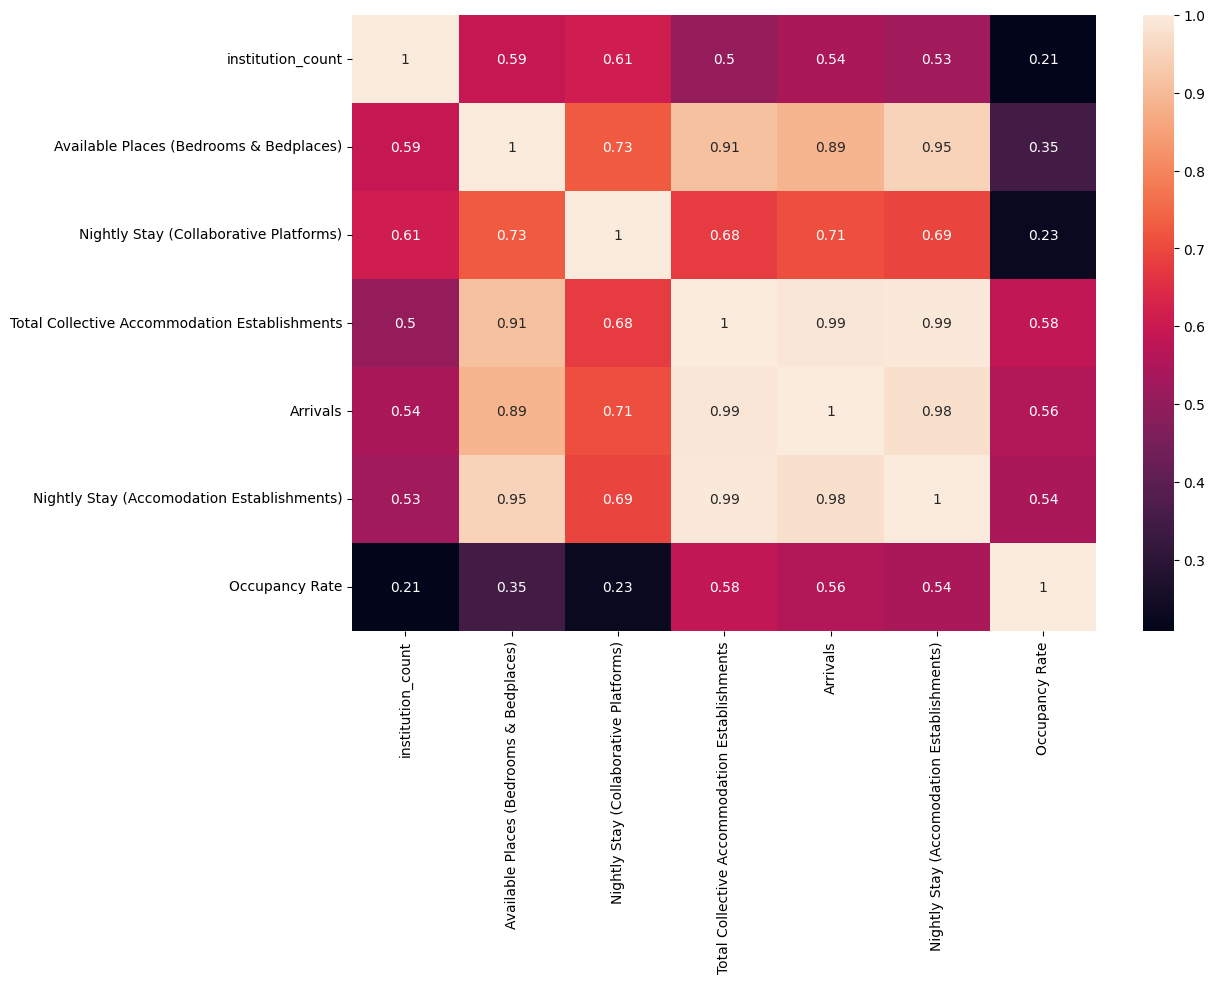 institution_count 1 0.59 0.61 0.5 0.54 0.53 0.21
Available Places (Bedrooms & Bedplaces) 0.59 1 0.73 0.91 0.89 0.95 0.35
Nightly Stay (Collaborative Platforms) 0.61 0.73 1 0.68 0.71 0.69 0.23
Total Collective Accommodation Establishments 0.5 0.91 0.68 1 0.99 0.99 0.58
Arrivals 0.54 0.89 0.71 0.99 1 0.98 0.56
Nightly Stay (Accomodation Establishments) 0.53 0.95 0.69 0.99 0.98 1 0.54
Occupancy Rate 0.21 0.35 0.23 0.58 0.56 0.54 1
institution_count
Available Places (Bedrooms & Bedplaces)
Nightly Stay (Collaborative Platforms)
Total Collective Accommodation Establishments
Arrivals
Nightly Stay (Accomodation Establishments)
Occupancy Rate
1.0
0.9
0.8
0.7
0.6
0.5
0.4
0.3